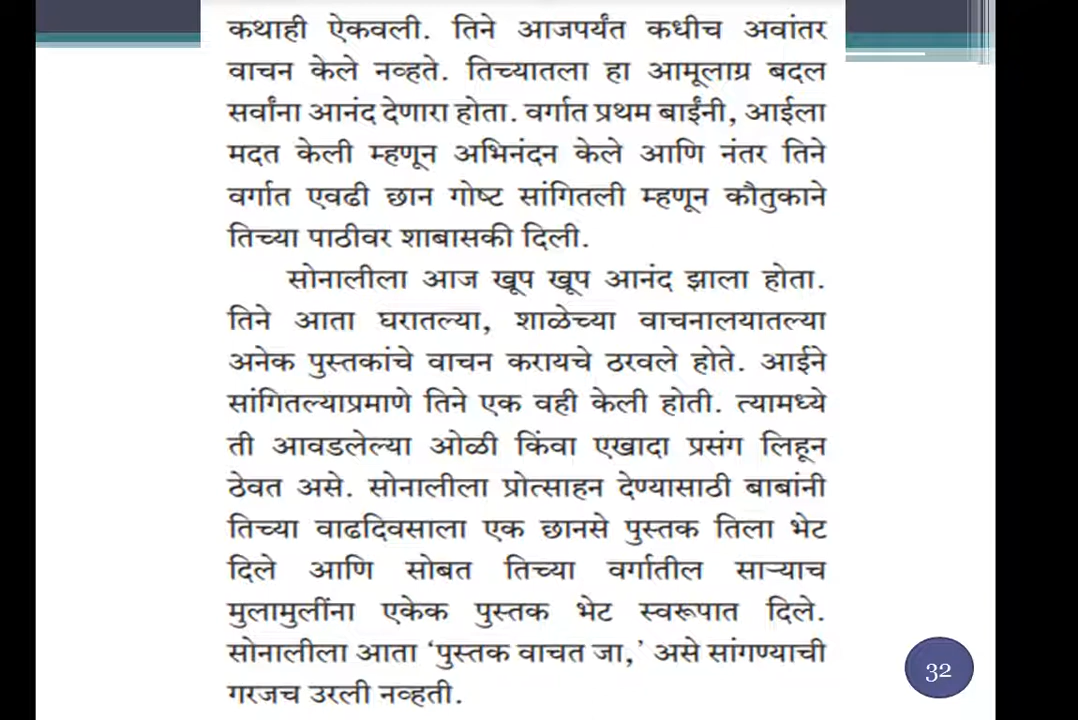 कथाही ऐकवली. तिने आजपर्यंत कधीच अवांतर
वाचन केले नव्हते. तिच्यातला हा आमूलाग्र बदल
सर्वांना आनंद देणारा होता. वर्गात प्रथम बाईंनी, आईला
मदत केली म्हणून अभिनंदन केले आणि नंतर तिने
वर्गात एवढी छान गोष्ट सांगितली म्हणून कौतुकाने
तिच्या पाठीवर शाबासकी दिली.
सोनालीला आज खूप खूप आनंद झाला होता.
तिने आता घरातल्या, शाळेच्या वाचनालयातल्या
अनेक पुस्तकांचे वाचन करायचे ठरवले होते. आईने
सांगितल्याप्रमाणे तिने एक वही केली होती. त्यामध्ये
ती आवडलेल्या ओळी किंवा एखादा प्रसंग लिहून
ठेवत असे. सोनालीला प्रोत्साहन देण्यासाठी बाबांनी
तिच्या वाढदिवसाला एक छानसे पुस्तक तिला भेट
दिले आणि सोबत तिच्या वर्गातील साऱ्याच
मुलामुलींना एकेक पुस्तक भेट स्वरूपात दिले.
सोनालीला आता ‘पुस्तक वाचत जा,’ असे सांगण्याची
गरजच उरली नव्हती.
32